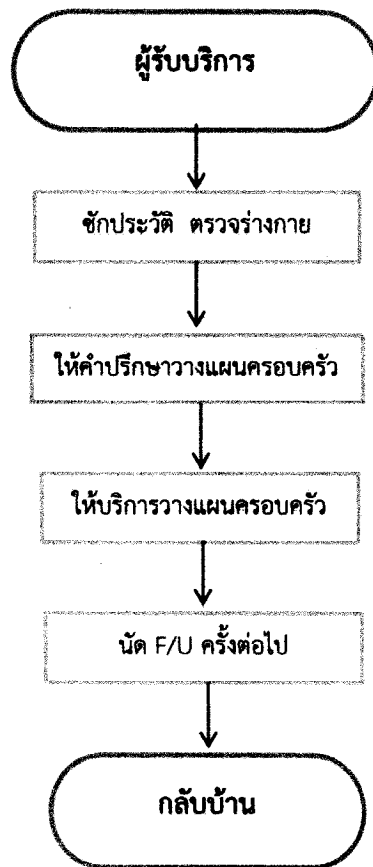 ผู้รับบริการ
ซักประวัติ ตรวจร่างกาย
ให้คำปรึกษาวางแผนครอบครัว
ให้บริการวางแผนครอบครัว
นัด F/U ครั้งต่อไป
กลับบ้าน